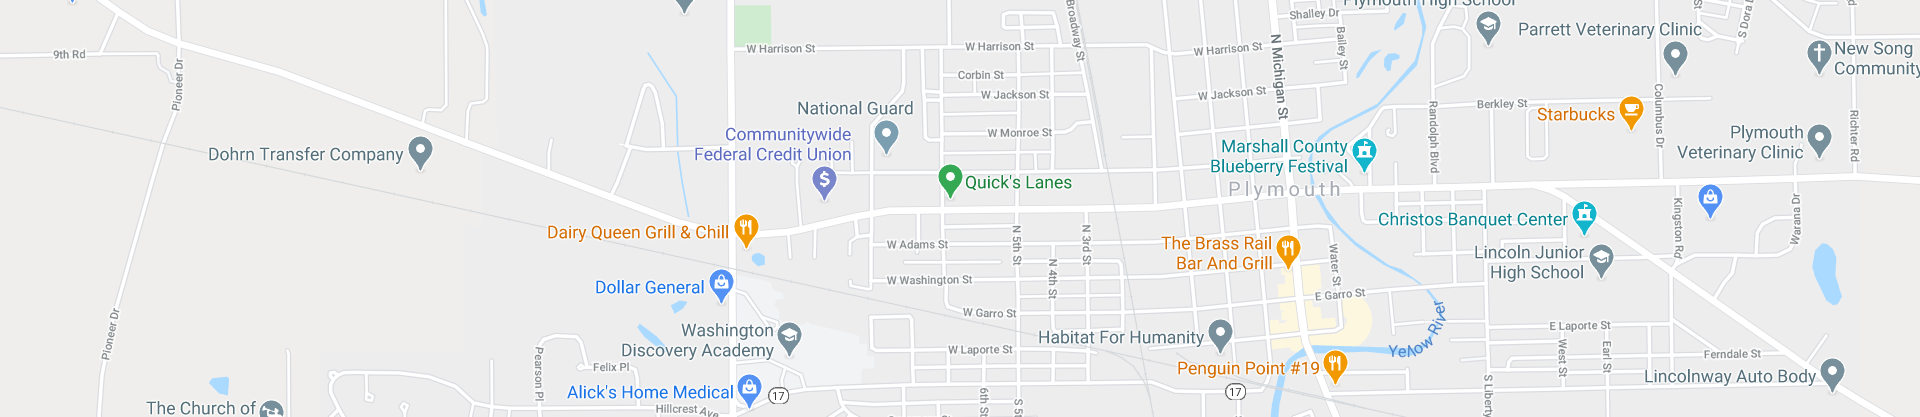 Plymouth High School
Shalley Dr
Broadway St
N Michigan St
Bailey St
S Dora
Parrett Veterinary Clinic
New Song
Community
9th Rd
Pioneer Dr
W Harrison St
W Harrison St
W Harrison St
Corbin St
W Jackson St
W Jackson St
Berkley St
Randolph Blvd
Columbus Dr
Richter Rd
Starbucks
National Guard
Communitywide
Federal Credit Union
W Monroe St
Marshall County
Blueberry Festival
Plymouth
Veterinary Clinic
Dohrn Transfer Company
Quick's Lanes
Plymouth
Dairy Queen Grill & Chill
Christos Banquet Center
Kingston Rd
Warana Dr
W Adams St
N 5th St
N 3rd St
N 4th St
The Brass Rail
Bar And Grill
Water St
Lincoln Junior
High School
W Washington St
Dollar General
E Garro St
W Garro St
Washington
Discovery Academy
Habitat For Humanity
Yellow River
E Laporte St
West St
Earl St
Ferndale St
Pioneer Dr
Pearson Pl
Felix Pl
W Laporte St
Penguin Point #19
Lincolnway Auto Body
Alick's Home Medical
17
17
6th St
S 5t
S Liberty
The Church of
Hillcrest Ave